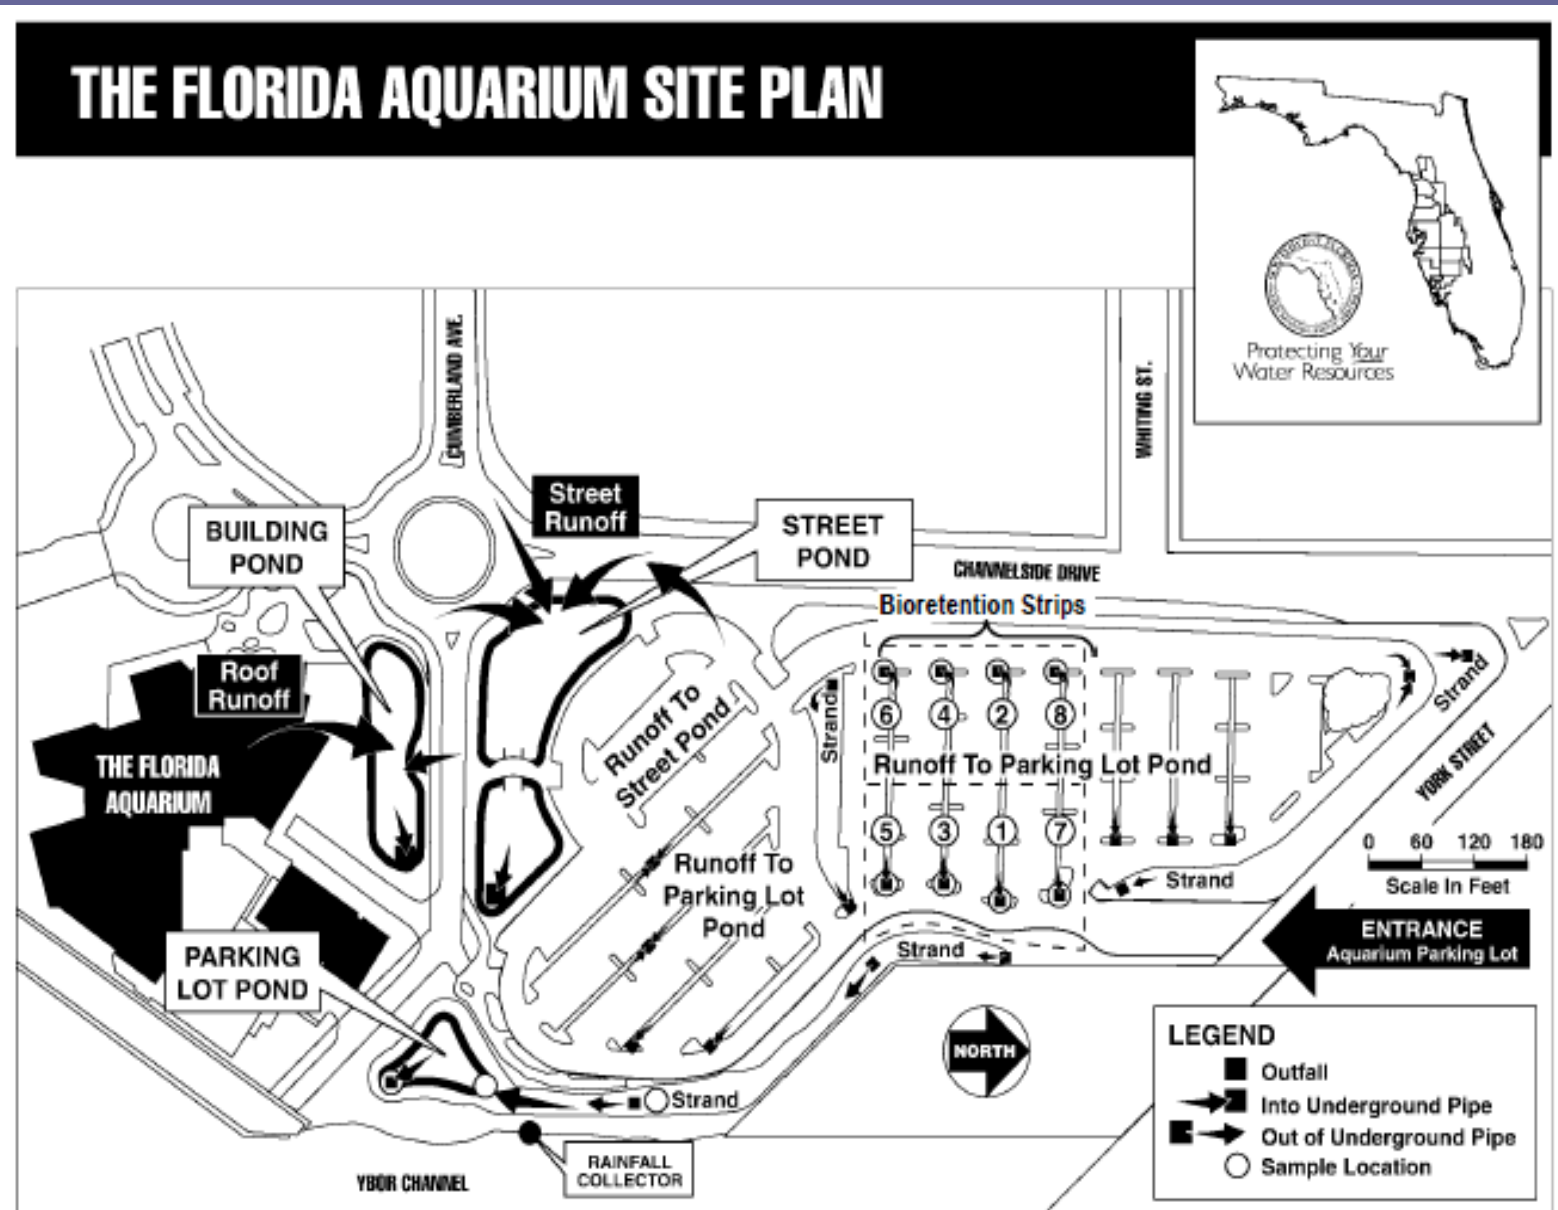 THE FLORIDA AQUARIUM SITE PLAN
Protecting Your
Water Resources
CUMBERLAND AVE.
WHITING ST.
Street
Runoff
BUILDING
POND
STREET
POND
CHANNELSIDE DRIVE
Bioretention Strips
Roof
Runoff
Strand
Strand
6
4
2
8
Runoff To
Street Pond
Runoff To Parking Lot Pond
YORK STREET
THE FLORIDA
AQUARIUM
5
3
1
7
0 60 120 180
Scale In Feet
Runoff To
Parking Lot
Pond
Strand
ENTRANCE
Aquarium Parking Lot
Strand
PARKING
LOT POND
NORTH
LEGEND
Outfall
Into Underground Pipe
Out of Underground Pipe
Sample Location
Strand
RAINFALL
COLLECTOR
YBOR CHANNEL